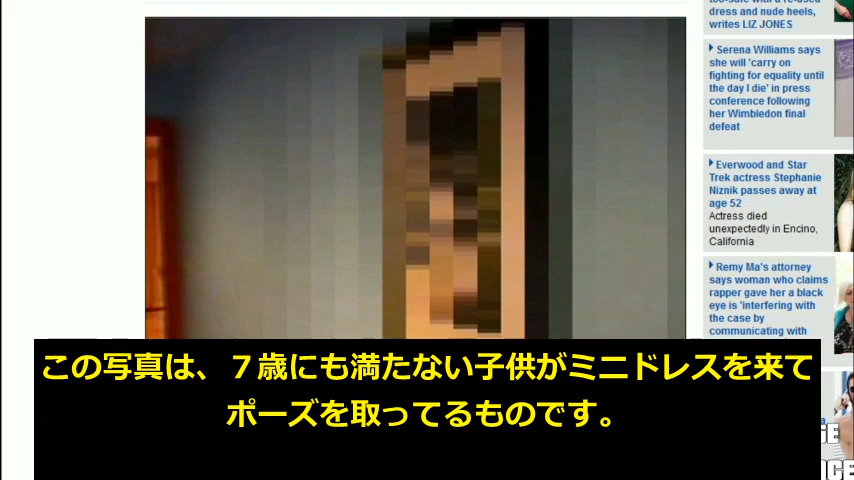 dress and nude heels,
writes LIZ JONES
Serena Williams says
she will 'carry on
fighting for equality until
the day I die' in press
conference following
her Wimbledon final
defeat
Everwood and Star
Trek actress Stephanie
Niznik passes away at
age 52
Actress died
unexpectedly in Encino,
California
Remy Ma's attorney
says woman who claims
rapper gave her a black
eye is 'interfering with
the case by
communicating with
この写真は、７歳にも満たない子供がミニドレスを来て
ポーズを取ってるものです。